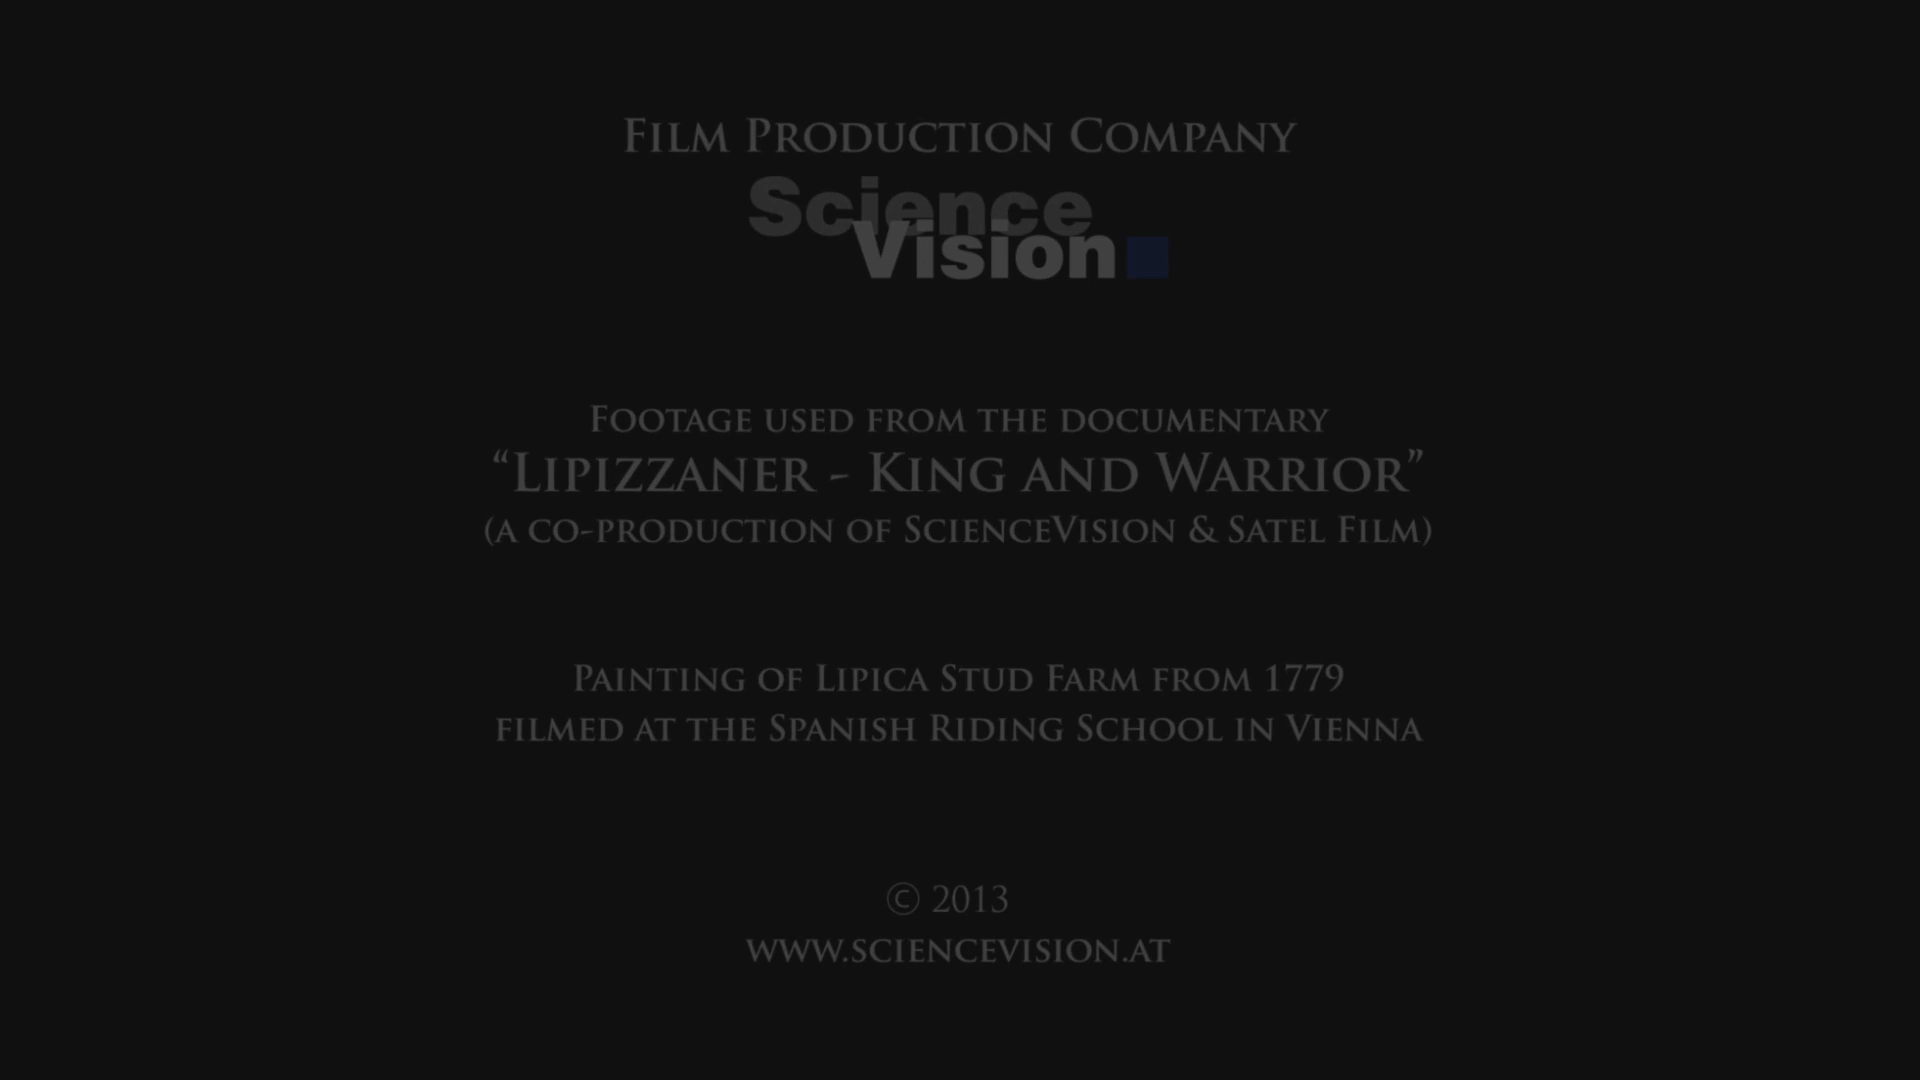 Film Production Company
Science
Vision
Footage used from the documentary
“Lipizzaner - King and Warrior”
(a co-production of ScienceVision & Satel Film)
Painting of Lipica Stud Farm from 1779
filmed at the Spanish Riding School in Vienna
© 2013
www.sciencevision.at